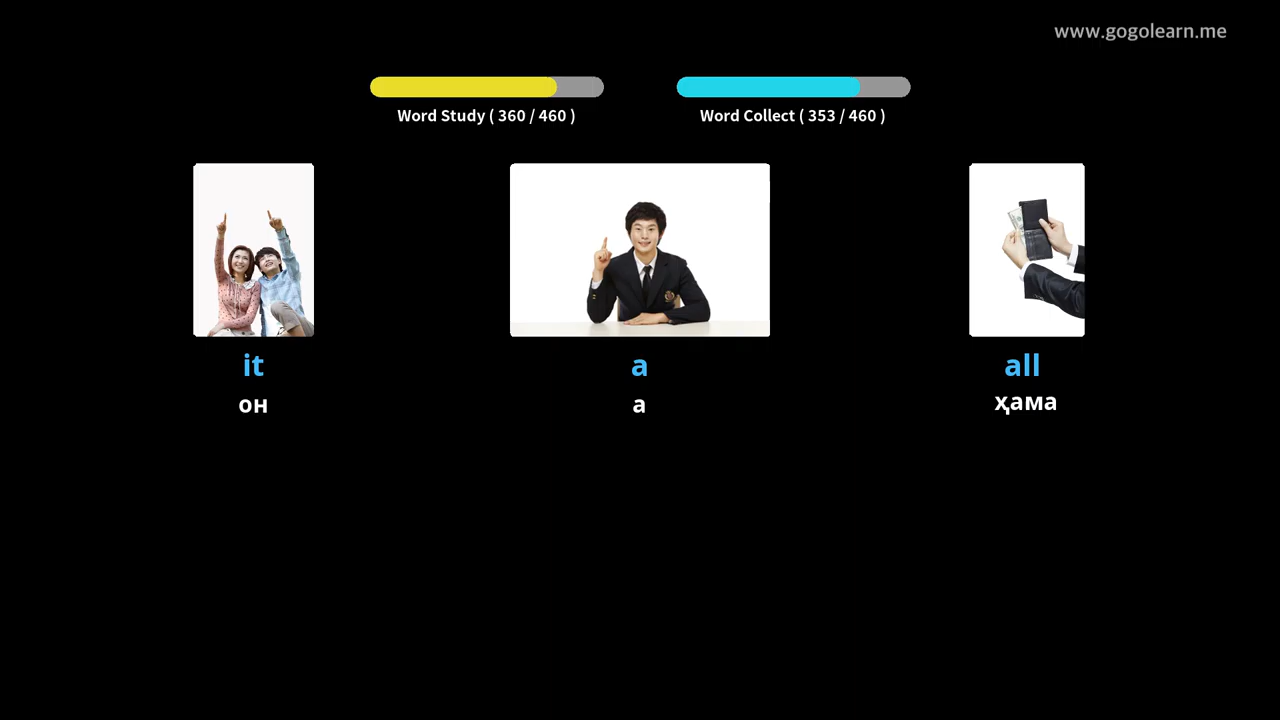 www.gogolearn.me
Word Study ( 360 / 460 )
Word Collect ( 353 / 460 )
it
a
all
он
а
ҳама